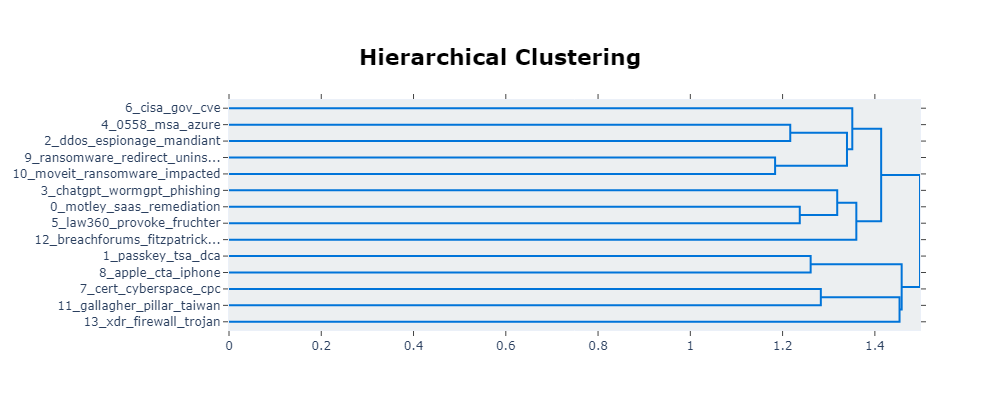 Hierarchical Clustering
6_cisa_gov_cve
4_0558_msa_azure
2_ddos_espionage_mandiant
9_ransomware_redirect_unins...
10_moveit_ransomware_impacted
3_chatgpt_wormgpt_phishing
0_motley_saas_remediation
5_law360_provoke_fruchter
12_breachforums_fitzpatrick...
1_passkey_tsa_dca
8_apple_cta_iphone
7_cert_cyberspace_cpc
11_gallagher_pillar_taiwan
13_xdr_firewall_trojan
0 0.2 0.4 0.6 0.8 1 1.2 1.4